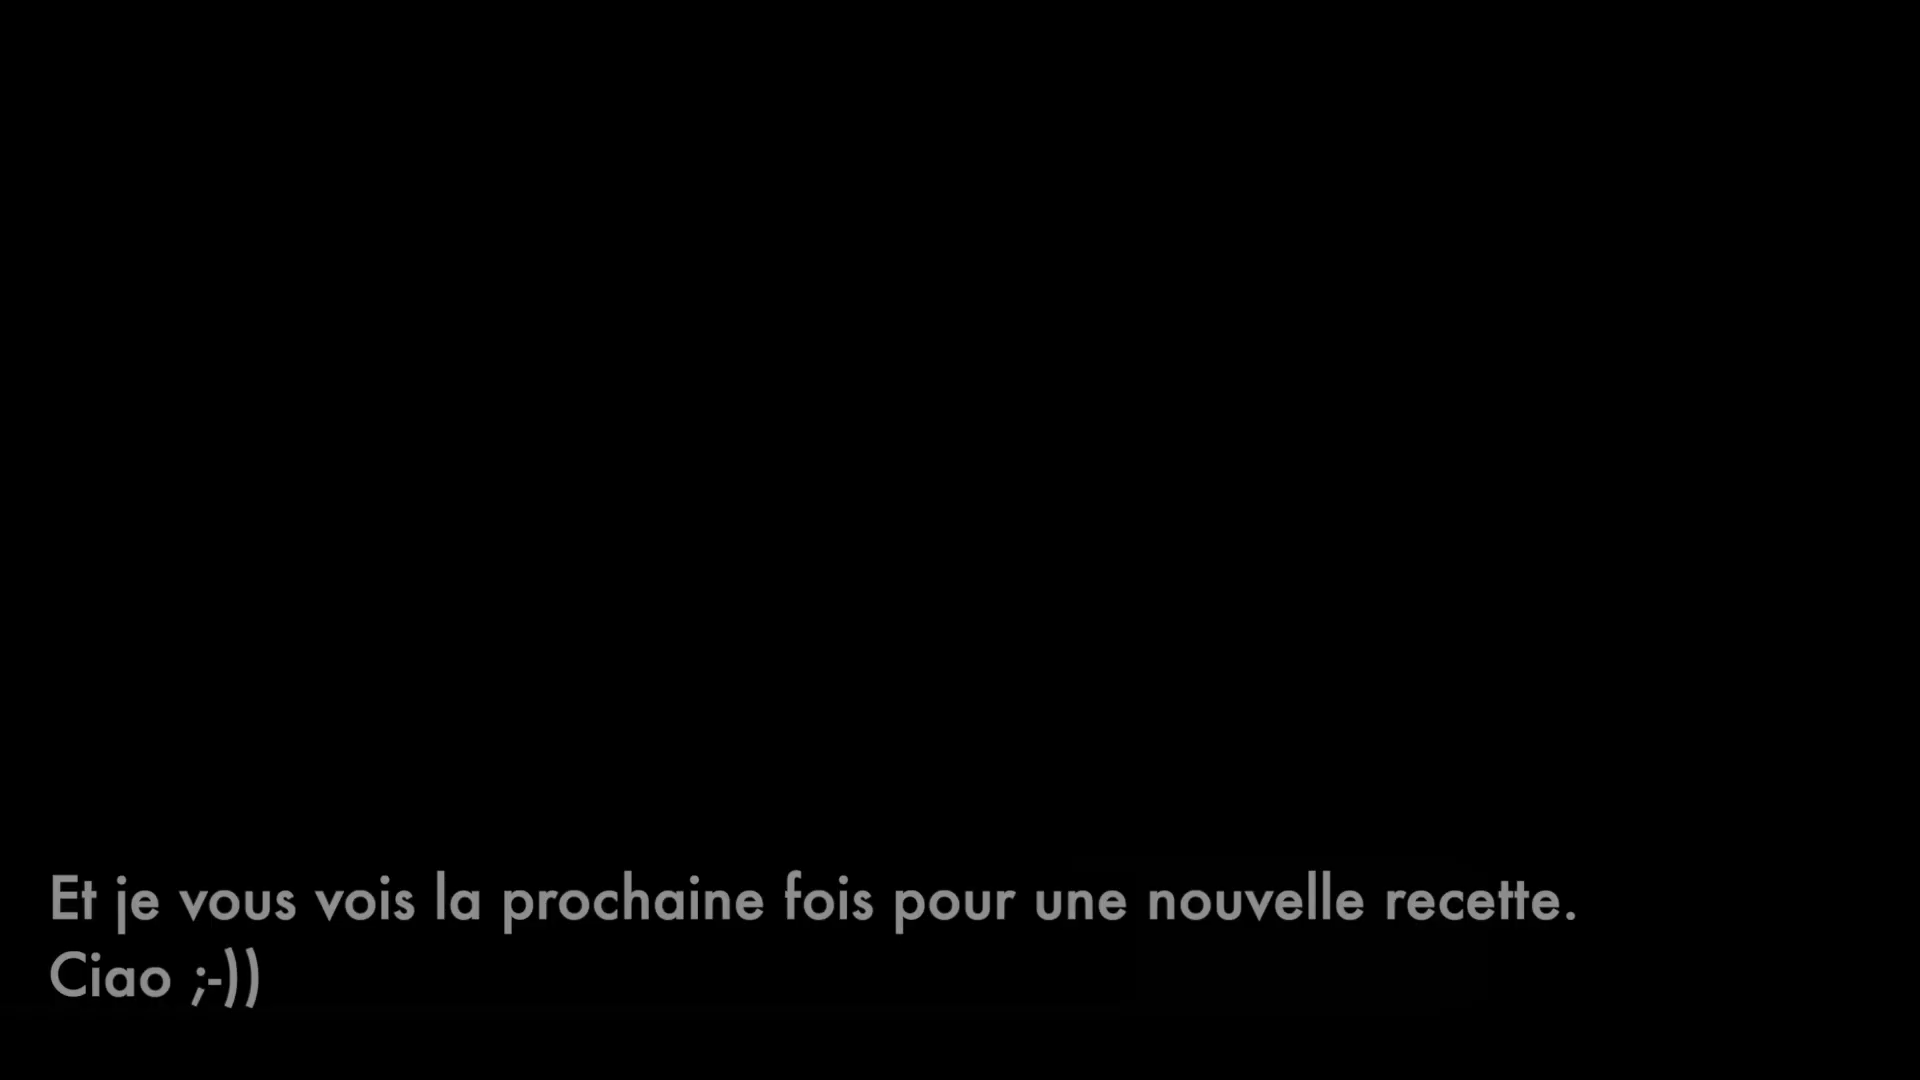 Et je vous vois la prochaine fois pour une nouvelle recette.
Ciao ;-))